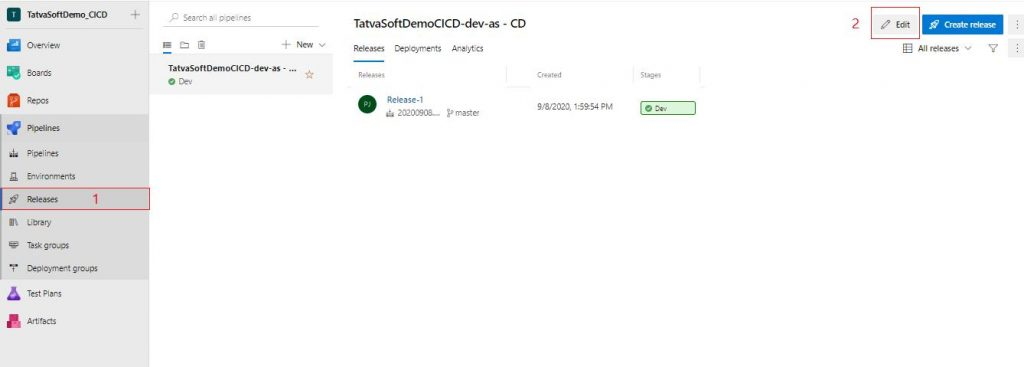 T TatvaSoftDemo_CICD
Overview
Boards
Repos
Pipelines
Pipelines
Environments
Releases 1
Library
Task groups
Deployment groups
Test Plans
Artifacts
Search all pipelines
New
TatvaSoftDemoCICD-dev-as - ...
Dev
TatvaSoftDemoCICD-dev-as - CD
2 Edit Create release
Releases Deployments Analytics
All releases
Releases Created Stages
PJ Release-1 9/8/2020, 1:59:54 PM Dev
20200908.... master